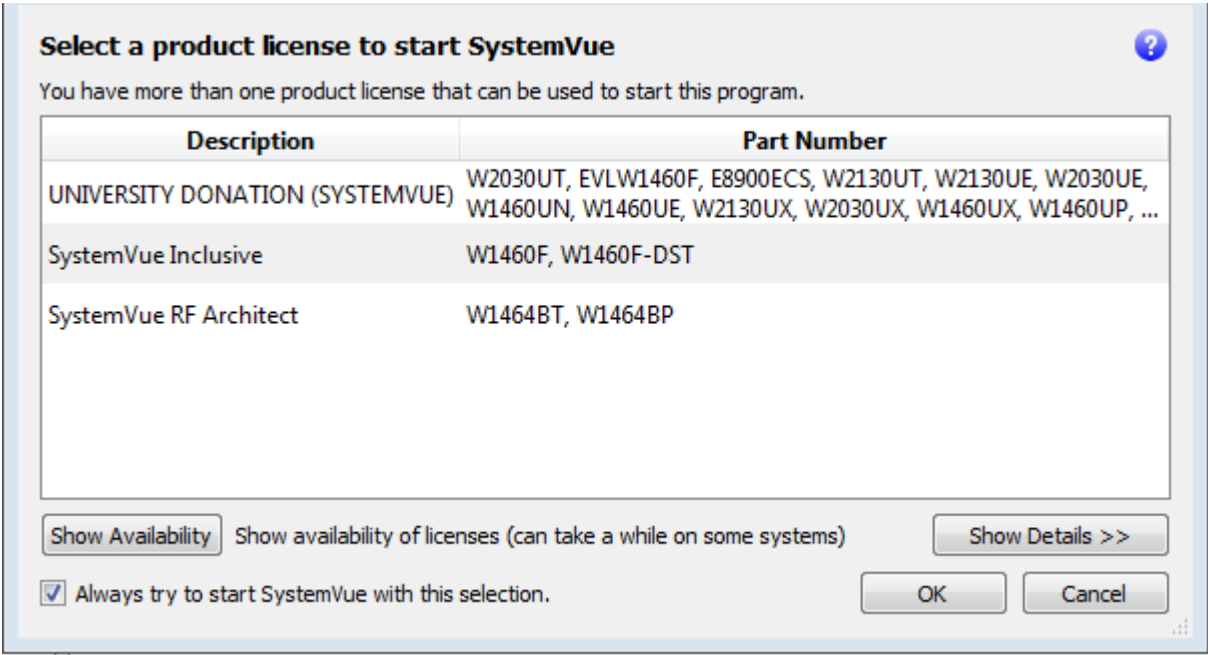 Select a product license to start SystemVue
?
You have more than one product license that can be used to start this program.
Description Part Number
UNIVERSITY DONATION (SYSTEMVUE) W2030UT, EVLW1460F, E8900ECS, W2130UT, W2130UE, W2030UE,
W1460UN, W1460UE, W2130UX, W2030UX, W1460UX, W1460UP, ...
SystemVue Inclusive W1460F, W1460F-DST
SystemVue RF Architect W1464BT, W1464BP
Show Availability Show availability of licenses (can take a while on some systems) Show Details >>
Always try to start SystemVue with this selection. OK Cancel